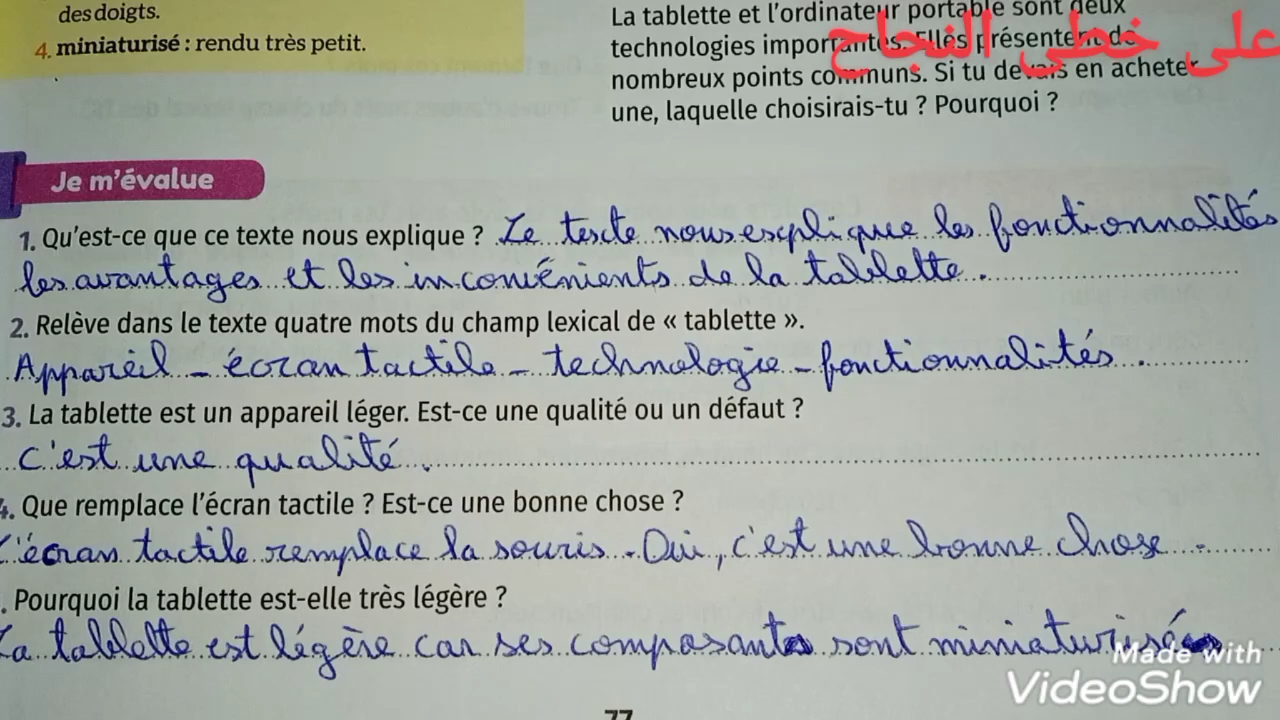 des doigts.
4. miniaturisé : rendu très petit.
La tablette et l'ordinateur portable sont deux
technologies importantes. Elles présentent de
nombreux points communs. Si tu devais en acheter
une, laquelle choisirais-tu ? Pourquoi ?
على خطى النجاح
Je m'évalue
1. Qu'est-ce que ce texte nous explique ? Le texte nous explique les fonctionnalités
les avantages et les inconvénients de la tablette.
2. Relève dans le texte quatre mots du champ lexical de « tablette ».
Appareil - écran tactile - technologie - fonctionnalités.
3. La tablette est un appareil léger. Est-ce une qualité ou un défaut ?
c'est une qualité.
4. Que remplace l'écran tactile ? Est-ce une bonne chose ?
L'écran tactile remplace la souris. Oui, c'est une bonne chose.
. Pourquoi la tablette est-elle très légère ?
La tablette est légère car ses composants sont miniaturisés
Made with
VideoShow
77